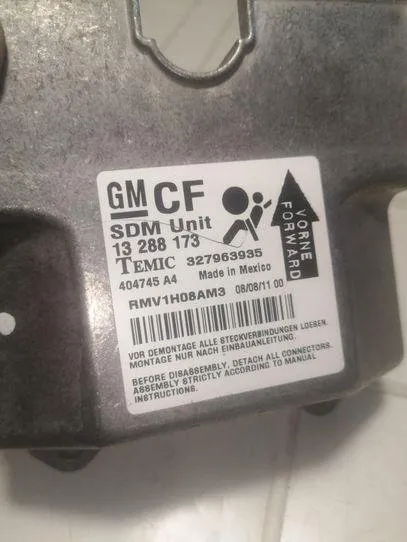 GM CF
SDM Unit
13 288 173
TEMIC 327963935
404745 A4 Made in Mexico
RMV1H08AM3 08/08/11 00
VORNE
FORWARD
VOR DEMONTAGE ALLE STECKVERBINDUNGEN LOESEN.
MONTAGE NUR NACH EINBAUANLEITUNG.
BEFORE DISASSEMBLY, DETACH ALL CONNECTORS.
ASSEMBLY STRICTLY ACCORDING TO MANUAL
INSTRUCTIONS.